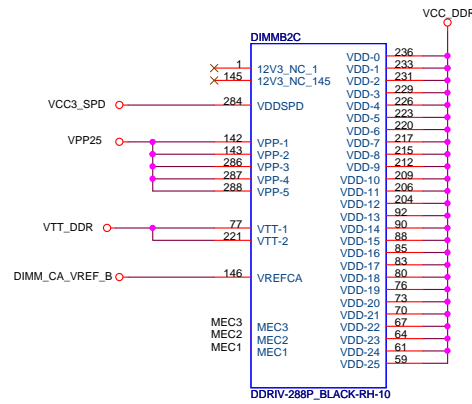 VCC_DDR
DIMMB2C
1 12V3_NC_1 VDD-0 236
145 12V3_NC_145 VDD-1 233
VDD-2 231
VCC3_SPD 284 VDDSPD VDD-3 229
VDD-4 226
VDD-5 223
VDD-6 220
VPP25 142 VPP-1 VDD-7 217
143 VPP-2 VDD-8 215
286 VPP-3 VDD-9 212
287 VPP-4 VDD-10 209
288 VPP-5 VDD-11 206
VDD-12 204
VDD-13 92
VTT_DDR 77 VTT-1 VDD-14 90
221 VTT-2 VDD-15 88
VDD-16 85
VDD-17 83
DIMM_CA_VREF_B 146 VREFCA VDD-18 80
VDD-19 76
VDD-20 73
VDD-21 70
MEC3 MEC3 VDD-22 67
MEC2 MEC2 VDD-23 64
MEC1 MEC1 VDD-24 61
VDD-25 59
DDRIV-288P_BLACK-RH-10